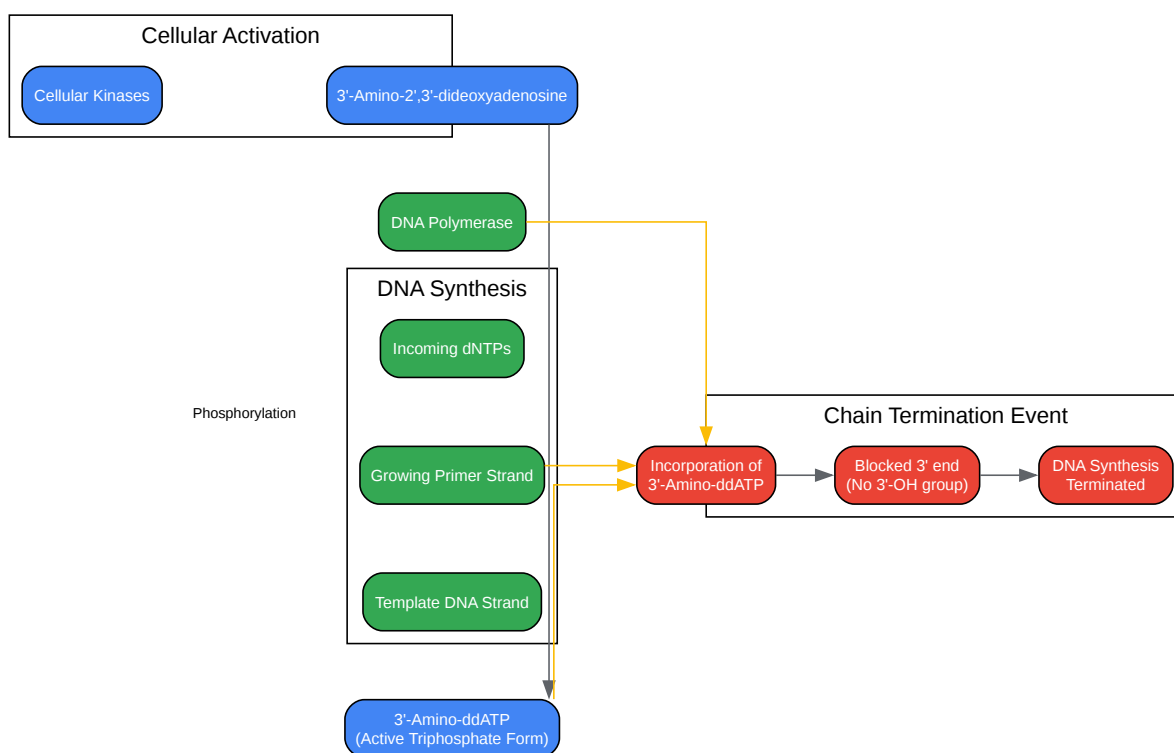 Cellular Activation
Cellular Kinases
3'-Amino-2',3'-dideoxyadenosine
DNA Polymerase
DNA Synthesis
Incoming dNTPs
Phosphorylation
Chain Termination Event
Growing Primer Strand
Incorporation of
3'-Amino-ddATP
Blocked 3' end
(No 3'-OH group)
DNA Synthesis
Terminated
Template DNA Strand
3'-Amino-ddATP
(Active Triphosphate Form)